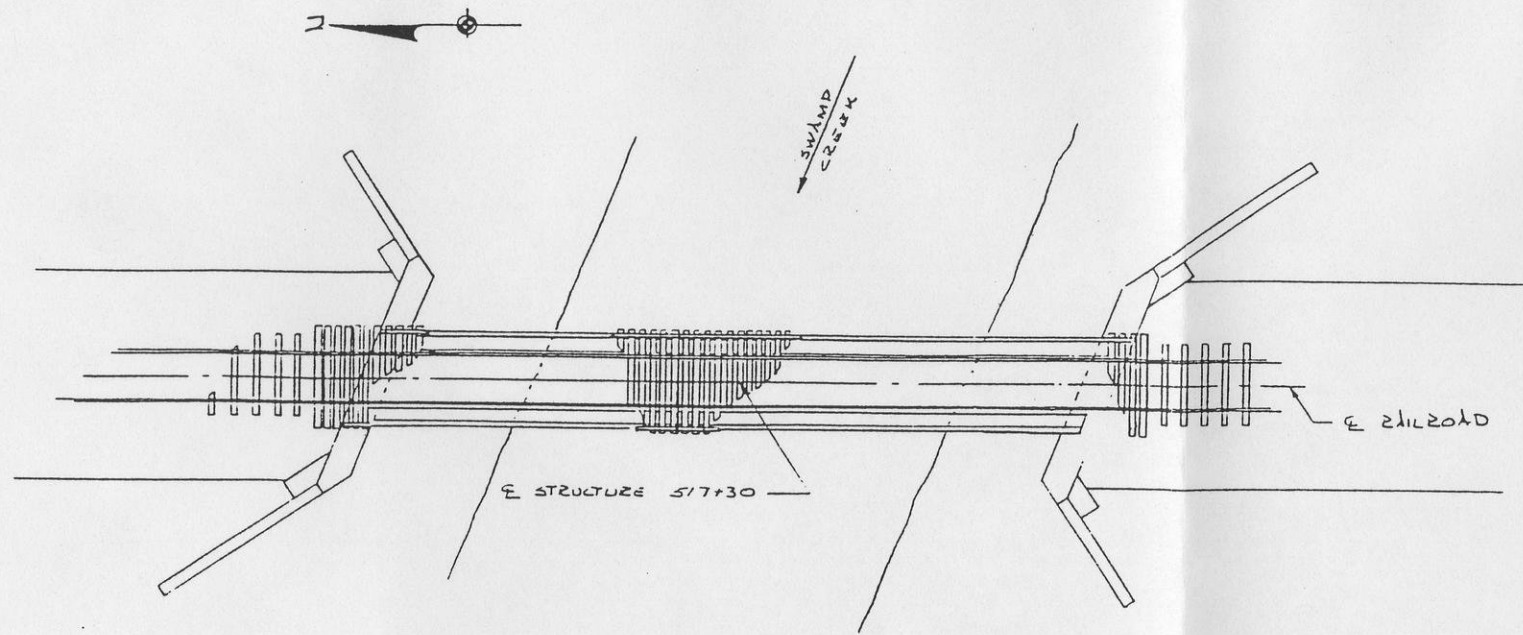 N
SWAMP
CREEK
℄ RAILROAD
℄ STRUCTURE 517+30